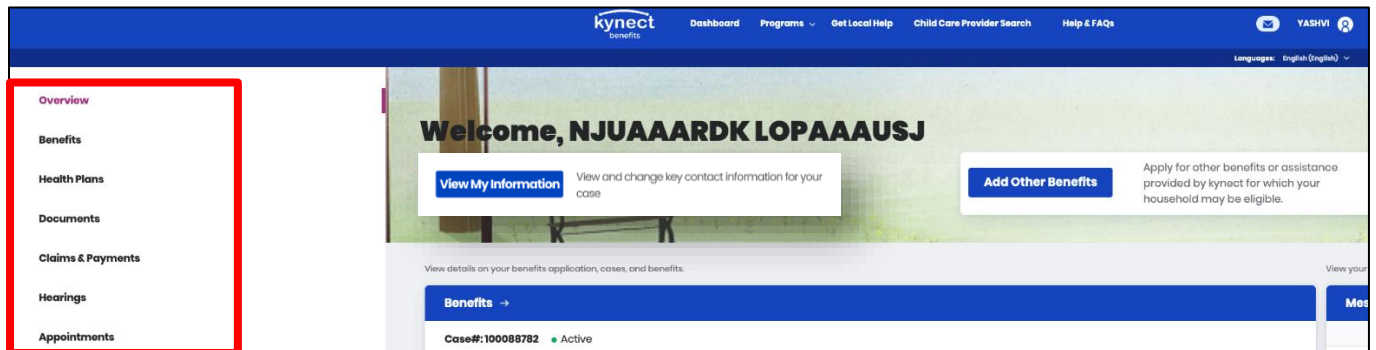 kynect
benefits
Dashboard Programs Get Local Help Child Care Provider Search Help & FAQs YASHVI
Languages: English (English)
Overview
Benefits
Health Plans
Documents
Claims & Payments
Hearings
Appointments
Welcome, NJUAAARDK LOPAAAUSJ
View My Information
View and change key contact information for your
case
Add Other Benefits
Apply for other benefits or assistance
provided by kynect for which your
household may be eligible.
View details on your benefits application, cases, and benefits.
View your
Benefits →
Mes
Case#: 100088782 • Active